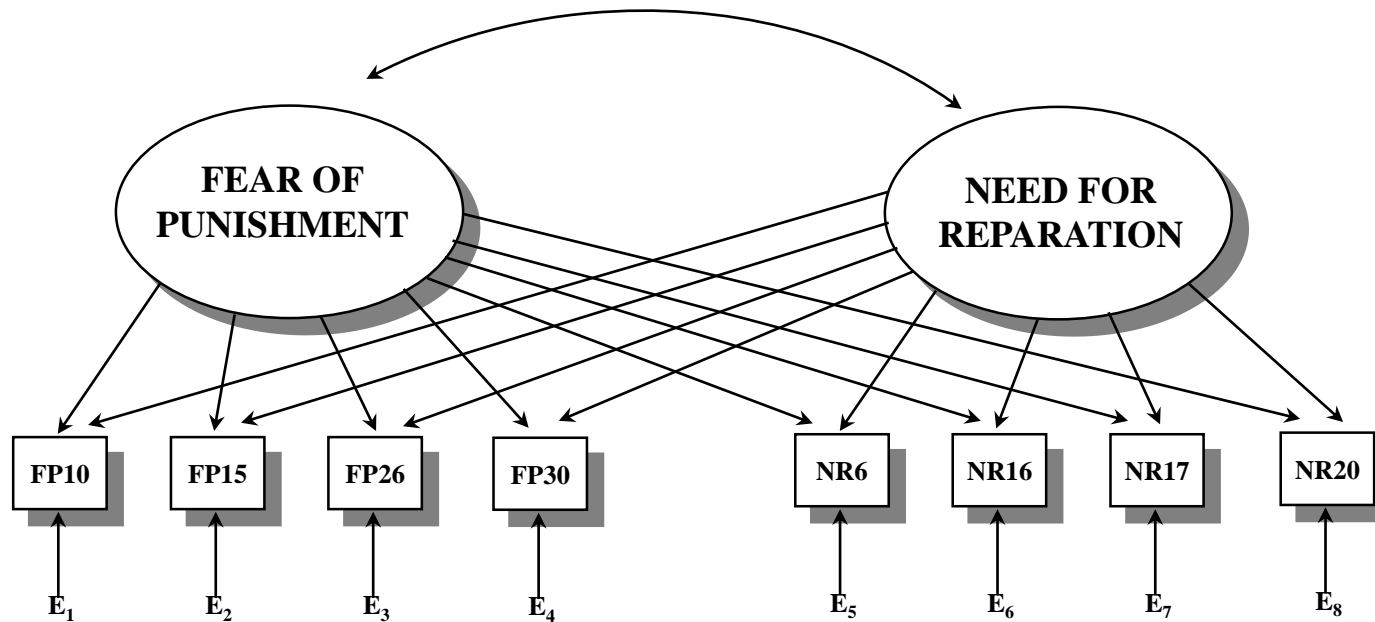 FEAR OF
PUNISHMENT
NEED FOR
REPARATION
FP10
FP15
FP26
FP30
NR6
NR16
NR17
NR20
E1
E2
E3
E4
E5
E6
E7
E8